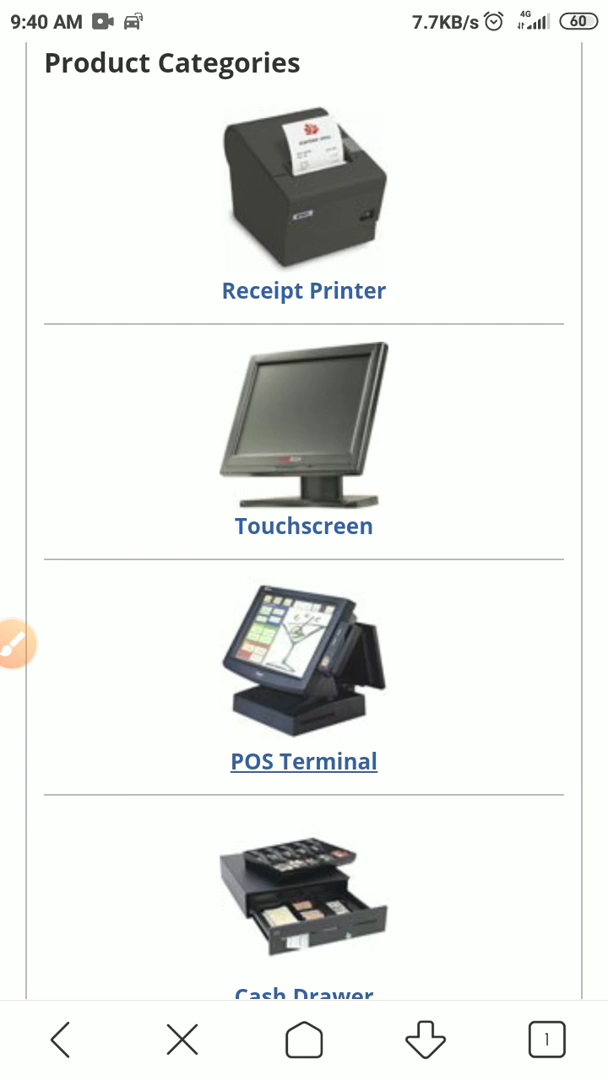 9:40 AM
7.7KB/s
4G
60
Product Categories
Receipt Printer
Touchscreen
POS Terminal
Cash Drawer
1